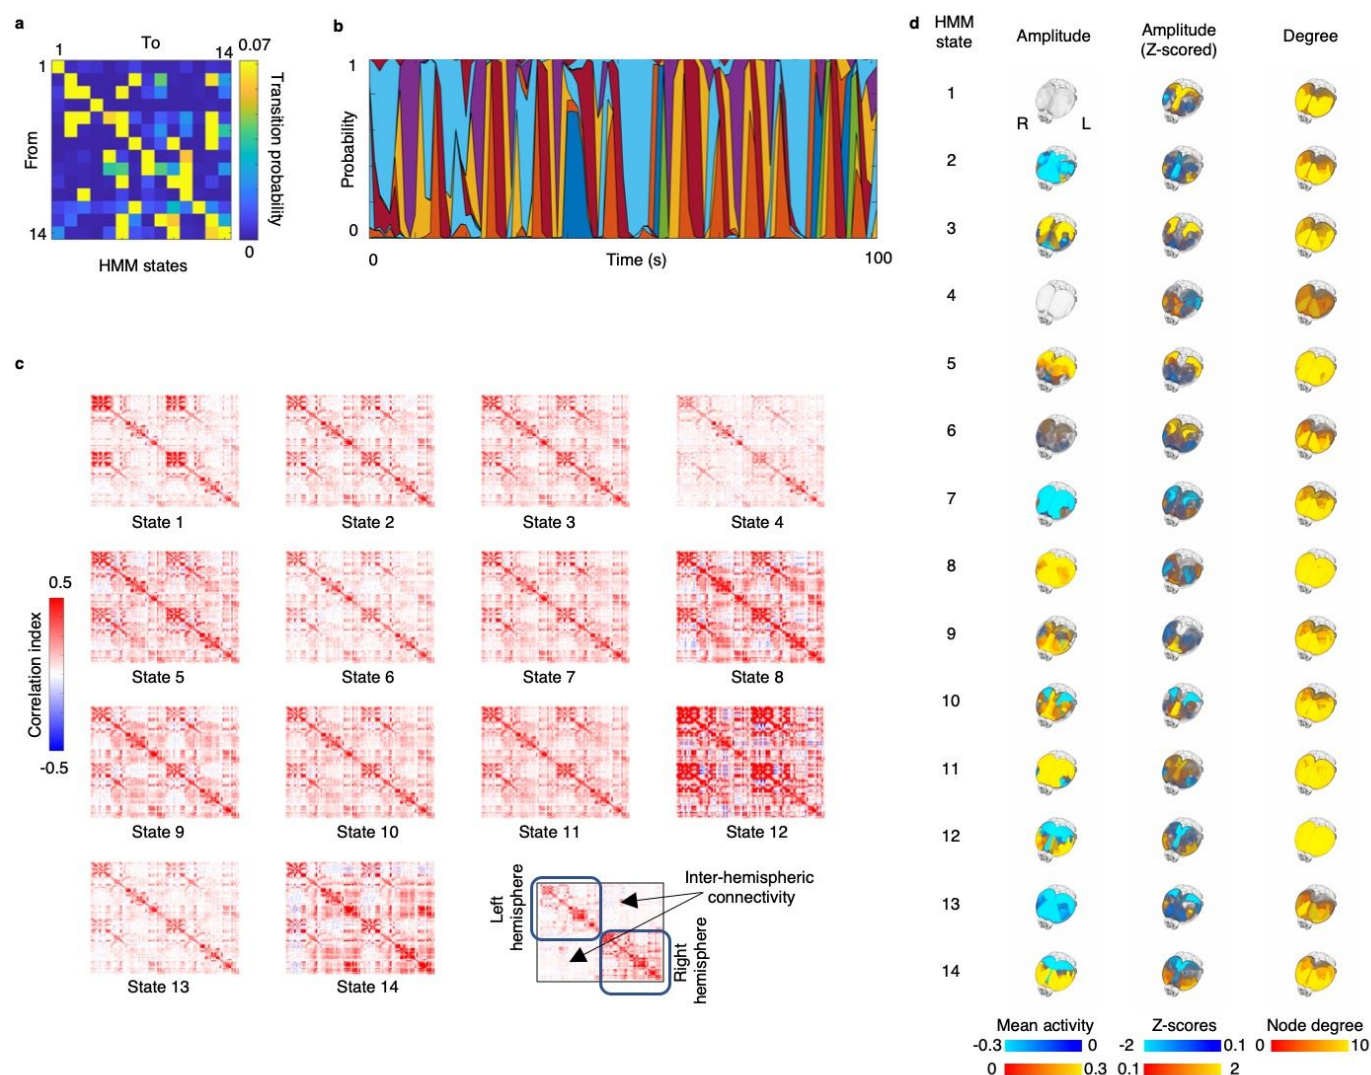 a
To
1
14
0.07
1
From
14
Transition probability
0
HMM states
b
1
Probability
0
0
Time (s)
100
c
State 1
State 2
State 3
State 4
0.5
Correlation index
-0.5
State 5
State 6
State 7
State 8
State 9
State 10
State 11
State 12
State 13
State 14
Left
hemisphere
Inter-hemispheric
connectivity
Right
hemisphere
d
HMM
state
Amplitude
Amplitude
(Z-scored)
Degree
1
R
L
2
3
4
5
6
7
8
9
10
11
12
13
14
Mean activity
-0.3
0
0
0.3
Z-scores
-2
0.1
0.1
2
Node degree
0
10